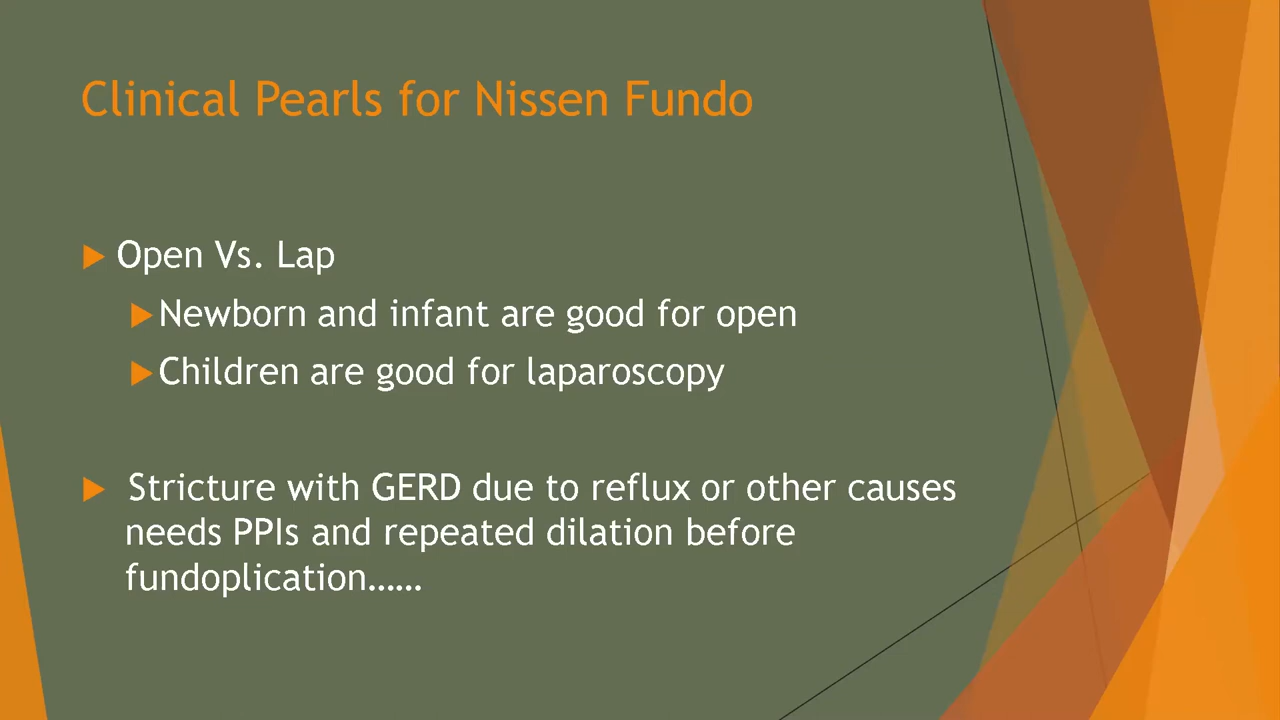 Clinical Pearls for Nissen Fundo
Open Vs. Lap
Newborn and infant are good for open
Children are good for laparoscopy
Stricture with GERD due to reflux or other causes
needs PPIs and repeated dilation before
fundoplication……